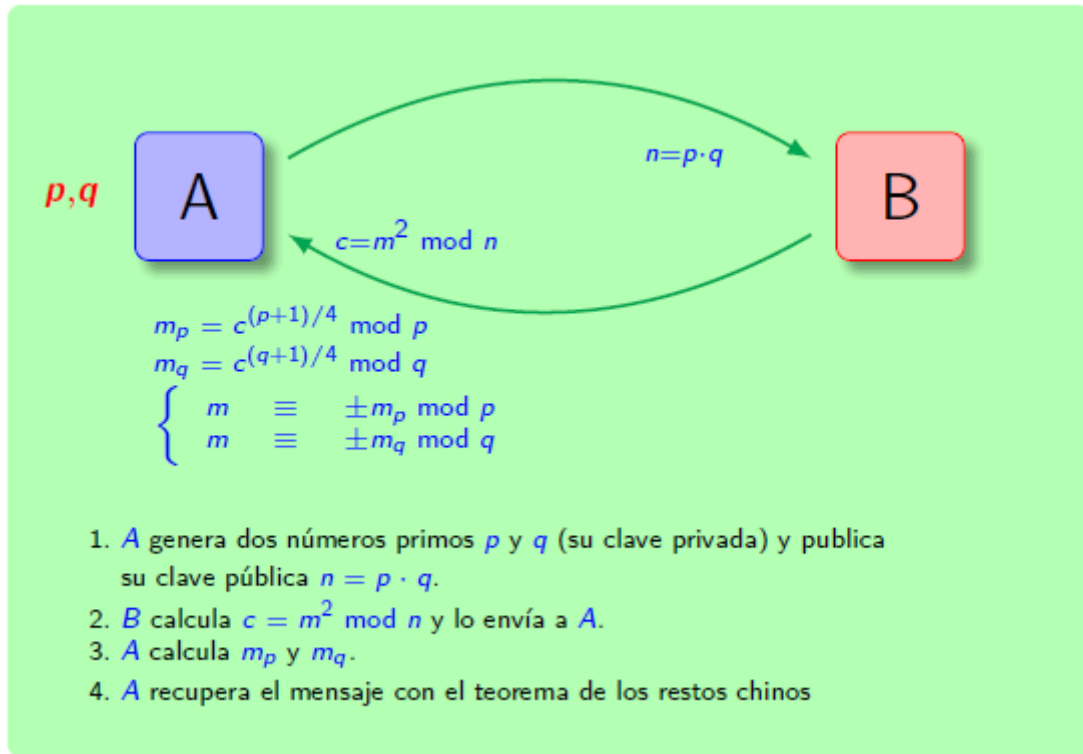 n=p·q
p,q
A
B
c=m² mod n
m_p = c^{(p+1)/4} mod p
m_q = c^{(q+1)/4} mod q
{ m ≡ ±m_p mod p
m ≡ ±m_q mod q
1. A genera dos números primos p y q (su clave privada) y publica
su clave pública n = p · q.
2. B calcula c = m² mod n y lo envía a A.
3. A calcula m_p y m_q.
4. A recupera el mensaje con el teorema de los restos chinos